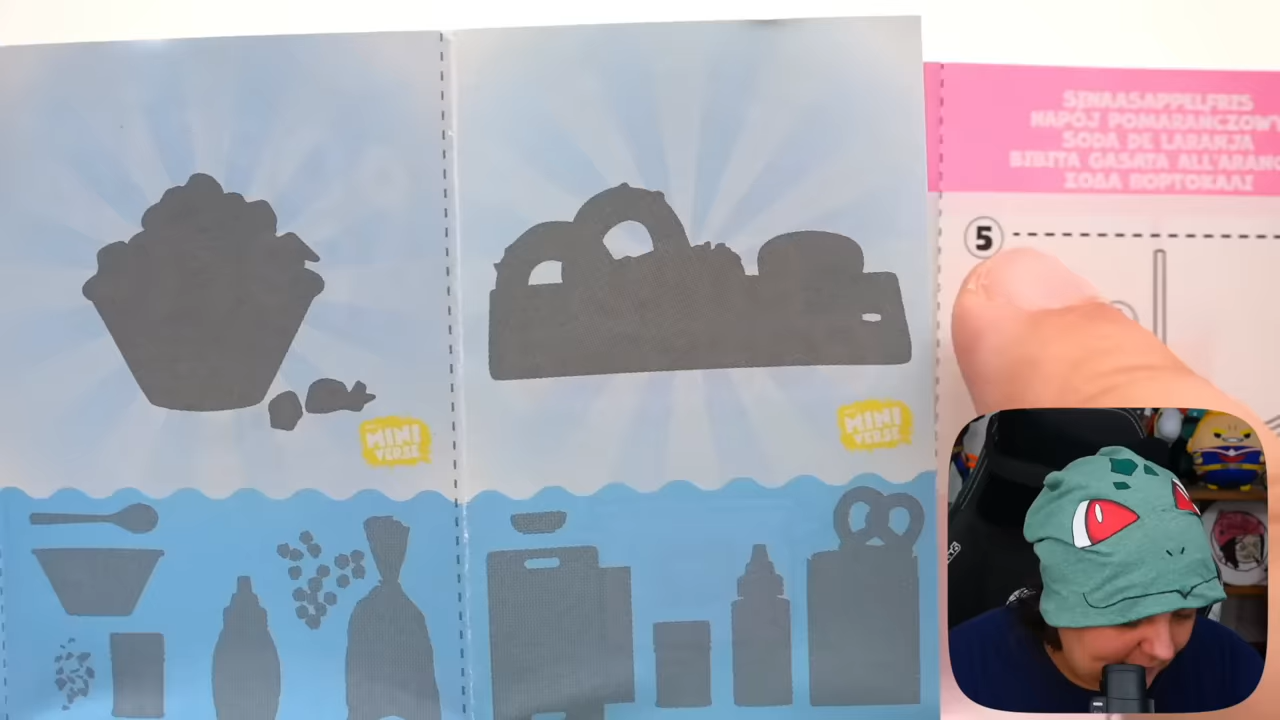 MINI
VERSE
MINI
VERSE
SINAASAPPELFRIS
NAPÓJ POMARAŃCZOWY
SODA DE LARANJA
BIBITA GASATA ALL'ARANC
ΣΟΔΑ ΠΟΡΤΟΚΑΛΙ
5